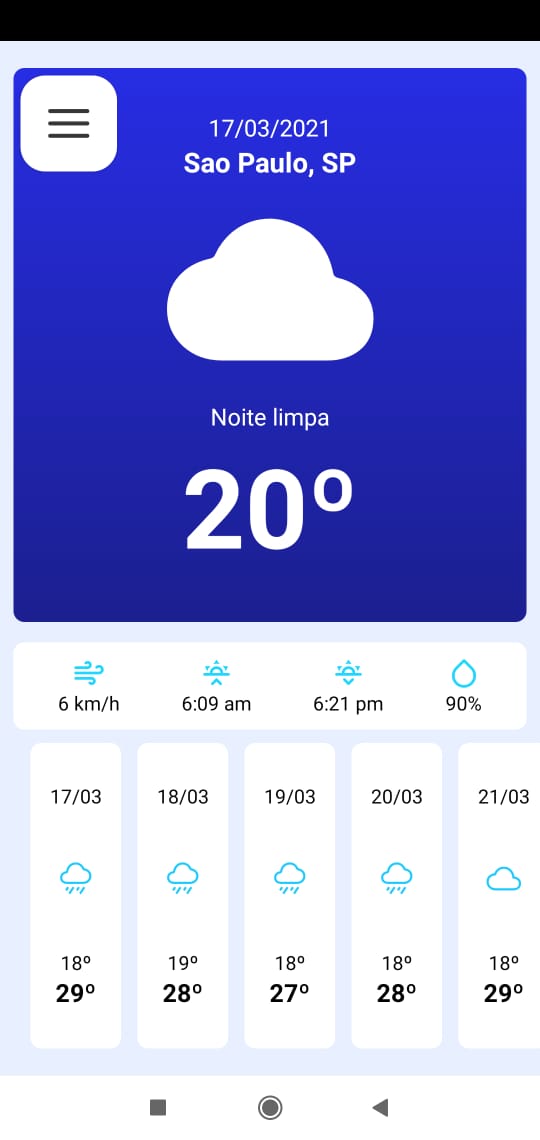 17/03/2021
Sao Paulo, SP
Noite limpa
20º
6 km/h 6:09 am 6:21 pm 90%
17/03 18/03 19/03 20/03 21/03
18º 19º 18º 18º 18º
29º 28º 27º 28º 29º